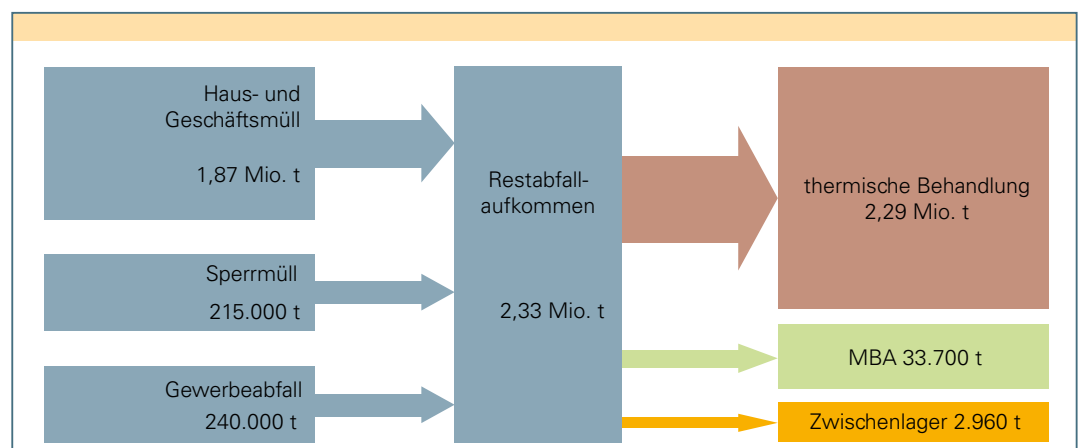 Haus- und
Geschäftsmüll
1,87 Mio. t
Sperrmüll
215.000 t
Gewerbeabfall
240.000 t
Restabfall-
aufkommen
2,33 Mio. t
thermische Behandlung
2,29 Mio. t
MBA 33.700 t
Zwischenlager 2.960 t